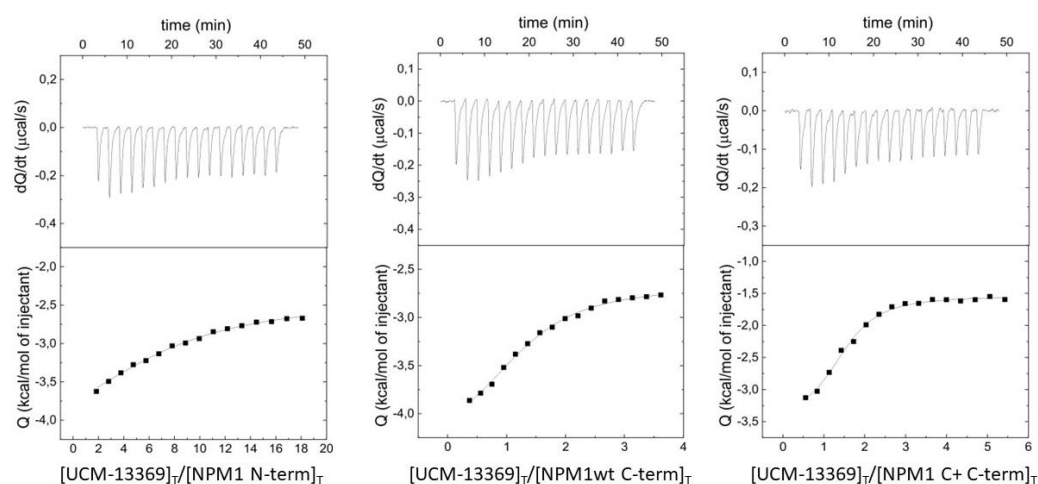 time (min)
0 10 20 30 40 50
0,2
0,0
-0,2
-0,4
dQ/dt (µcal/s)
-2,0
-2,5
-3,0
-3,5
-4,0
Q (kcal/mol of injectant)
0 2 4 6 8 10 12 14 16 18 20
[UCM-13369]T/[NPM1 N-term]T
time (min)
0 10 20 30 40 50
0,1
0,0
-0,1
-0,2
-0,3
-0,4
dQ/dt (µcal/s)
-2,5
-3,0
-3,5
-4,0
Q (kcal/mol of injectant)
0 1 2 3 4
[UCM-13369]T/[NPM1wt C-term]T
time (min)
0 10 20 30 40 50
0,1
0,0
-0,1
-0,2
-0,3
dQ/dt (µcal/s)
-1,0
-1,5
-2,0
-2,5
-3,0
-3,5
Q (kcal/mol of injectant)
0 1 2 3 4 5 6
[UCM-13369]T/[NPM1 C+ C-term]T